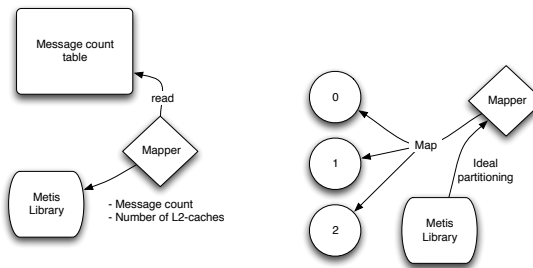 Message count
table
read
Mapper
Metis
Library
- Message count
- Number of L2-caches
0
1
2
Map
Mapper
Ideal
partitioning
Metis
Library